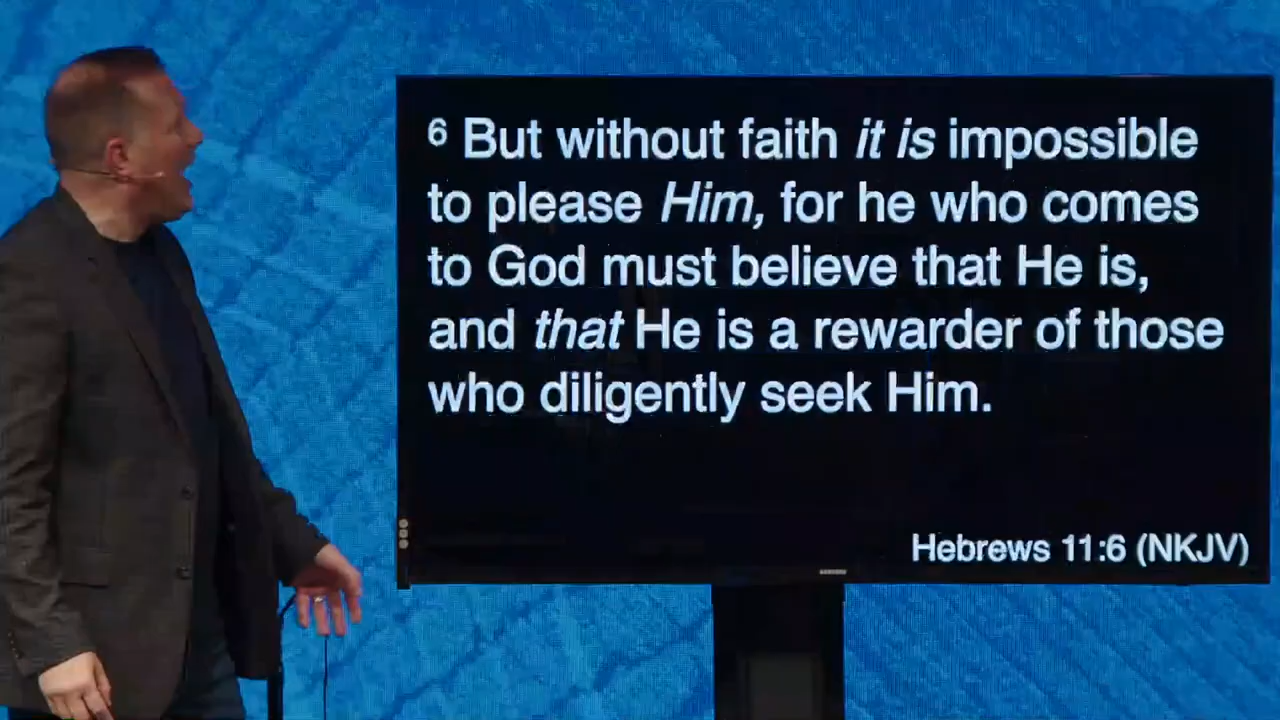 6 But without faith it is impossible
to please Him, for he who comes
to God must believe that He is,
and that He is a rewarder of those
who diligently seek Him.
Hebrews 11:6 (NKJV)
SAMSUNG